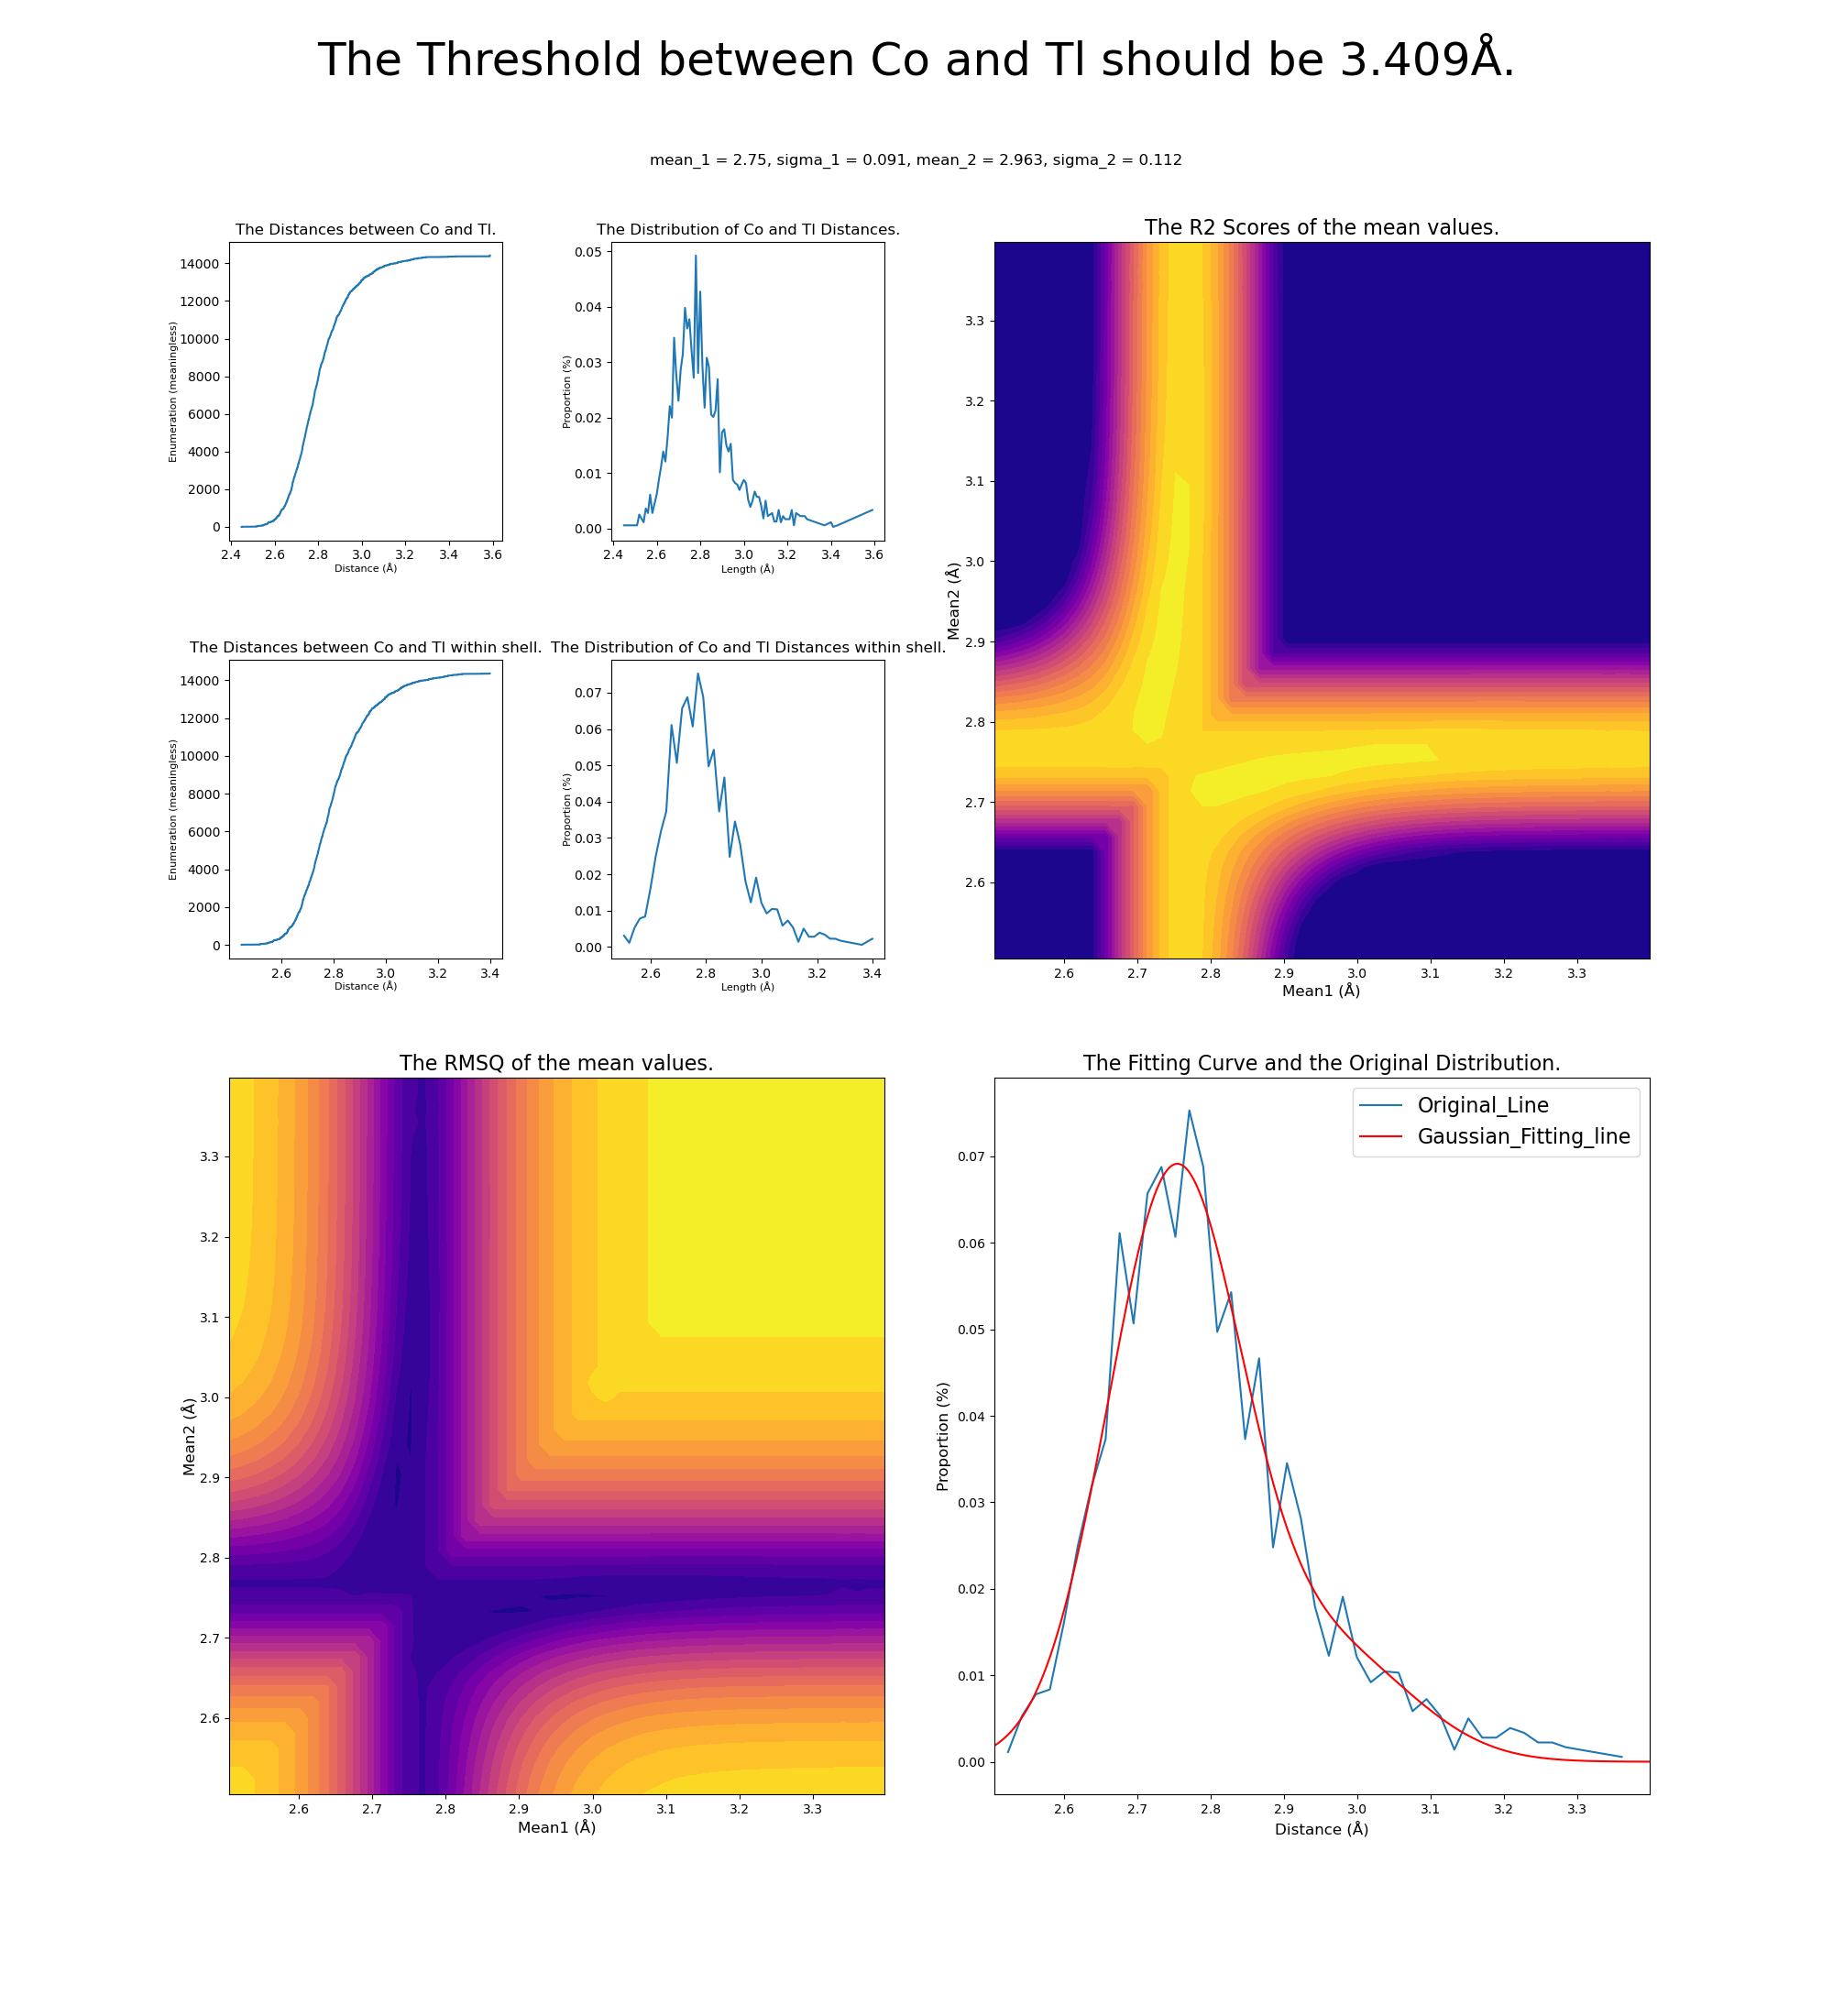 The Threshold between Co and Tl should be 3.409Å.
mean_1 = 2.75, sigma_1 = 0.091, mean_2 = 2.963, sigma_2 = 0.112
The Distances between Co and Tl.
14000
12000
10000
8000
6000
4000
2000
0
Enumeration (meaningless)
2.4 2.6 2.8 3.0 3.2 3.4 3.6
Distance (Å)
The Distribution of Co and Tl Distances.
0.05
0.04
0.03
0.02
0.01
0.00
Proportion (%)
2.4 2.6 2.8 3.0 3.2 3.4 3.6
Length (Å)
The R2 Scores of the mean values.
3.3
3.2
3.1
3.0
2.9
2.8
2.7
2.6
Mean2 (Å)
2.6 2.7 2.8 2.9 3.0 3.1 3.2 3.3
Mean1 (Å)
The Distances between Co and Tl within shell.
14000
12000
10000
8000
6000
4000
2000
0
Enumeration (meaningless)
2.6 2.8 3.0 3.2 3.4
Distance (Å)
The Distribution of Co and Tl Distances within shell.
0.07
0.06
0.05
0.04
0.03
0.02
0.01
0.00
Proportion (%)
2.6 2.8 3.0 3.2 3.4
Length (Å)
The RMSQ of the mean values.
3.3
3.2
3.1
3.0
2.9
2.8
2.7
2.6
Mean2 (Å)
2.6 2.7 2.8 2.9 3.0 3.1 3.2 3.3
Mean1 (Å)
The Fitting Curve and the Original Distribution.
Original_Line
Gaussian_Fitting_line
0.07
0.06
0.05
0.04
0.03
0.02
0.01
0.00
Proportion (%)
2.6 2.7 2.8 2.9 3.0 3.1 3.2 3.3
Distance (Å)